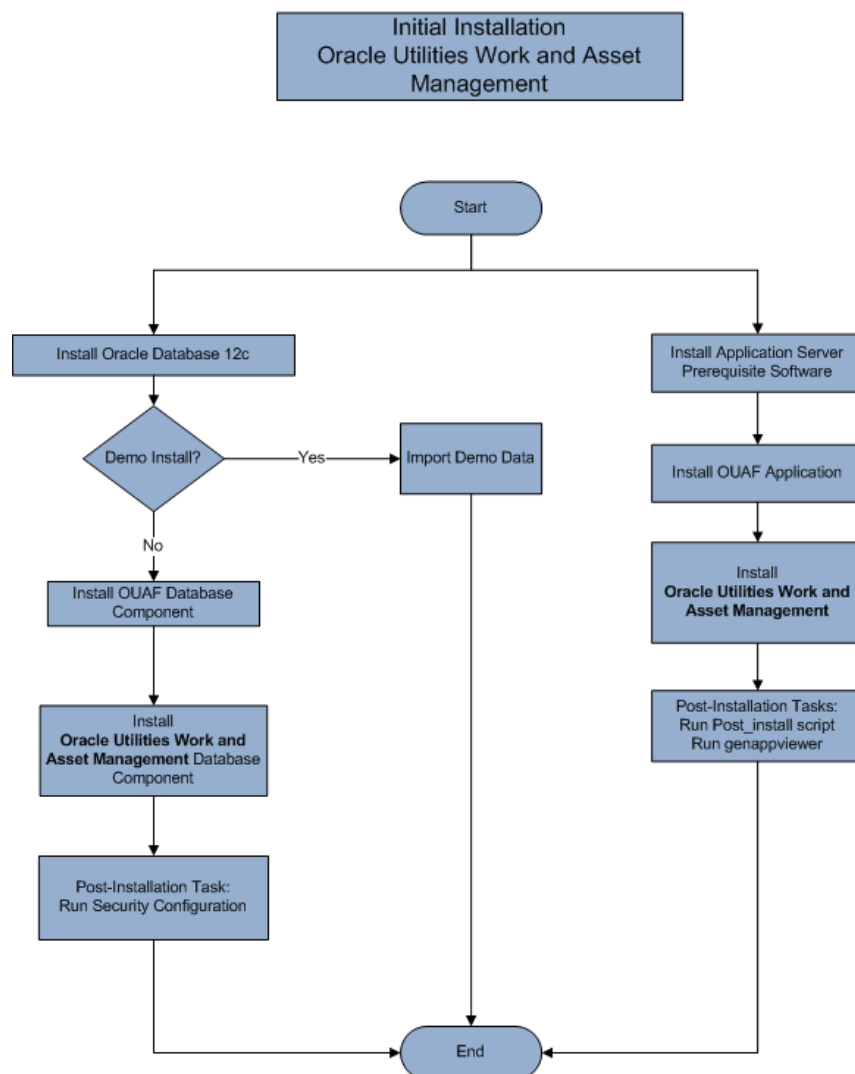 Initial Installation
Oracle Utilities Work and Asset
Management
Start
Install Oracle Database 12c
Install Application Server
Prerequisite Software
Demo Install?
Yes
Import Demo Data
Install OUAF Application
No
Install OUAF Database
Component
Install
Oracle Utilities Work and
Asset Management
Install
Oracle Utilities Work and
Asset Management Database
Component
Post-Installation Tasks:
Run Post_install script
Run genappviewer
Post-Installation Task:
Run Security Configuration
End